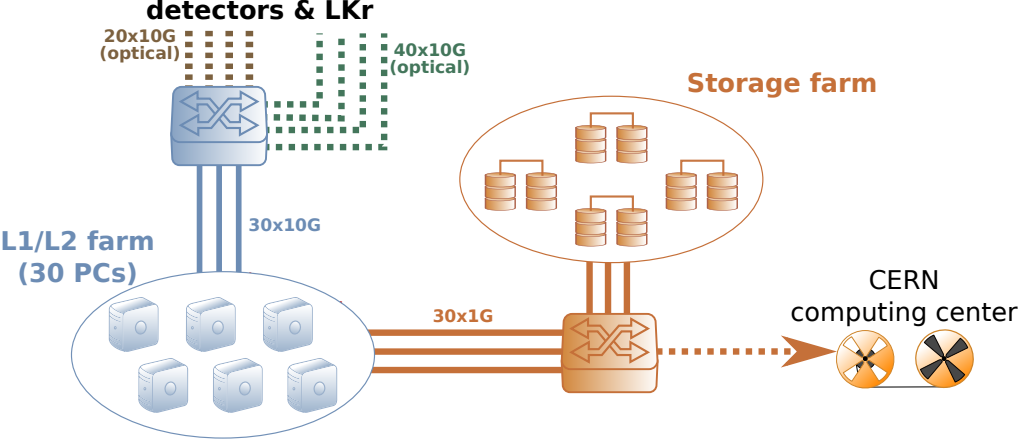 detectors & LKr
20x10G
(optical)
40x10G
(optical)
Storage farm
30x10G
L1/L2 farm
(30 PCs)
CERN
computing center
30x1G